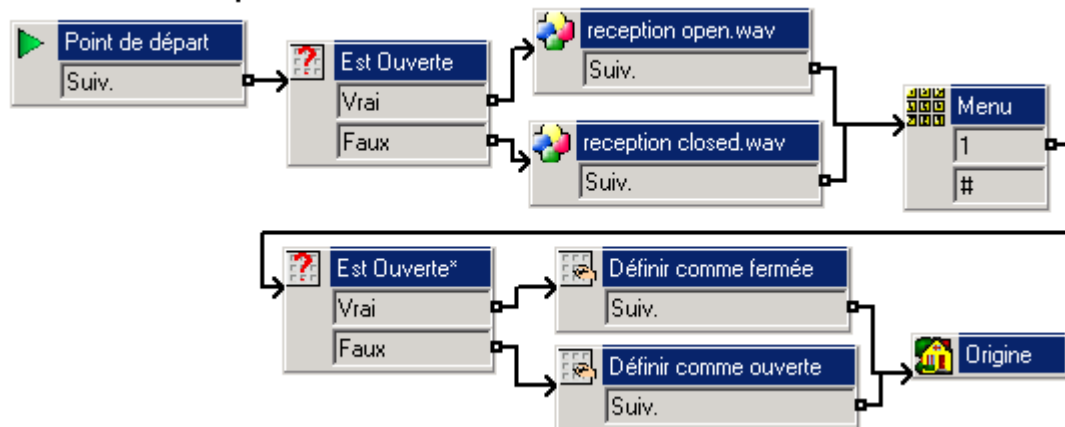 Point de départ
Suiv.
Est Ouverte
Vrai
Faux
reception open.wav
Suiv.
reception closed.wav
Suiv.
Menu
1
#
Est Ouverte*
Vrai
Faux
Définir comme fermée
Suiv.
Définir comme ouverte
Suiv.
Origine